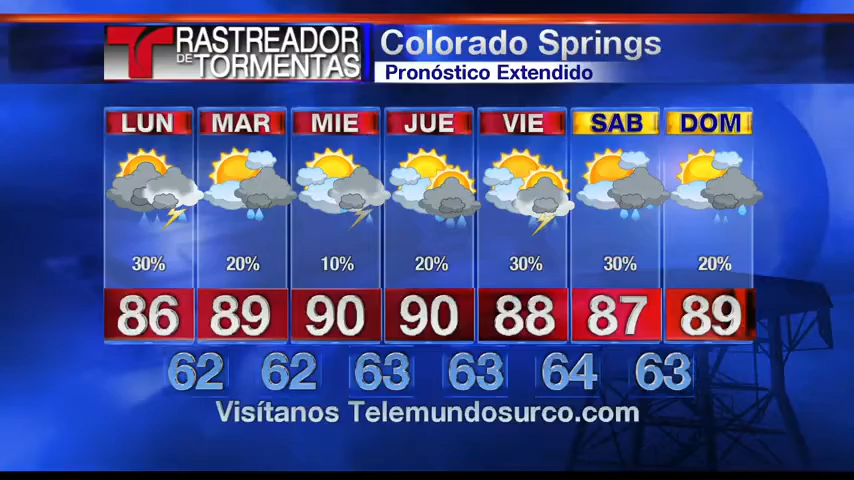 RASTREADOR
DE TORMENTAS
Colorado Springs
Pronóstico Extendido
LUN MAR MIE JUE VIE SAB DOM
30% 20% 10% 20% 30% 30% 20%
86 89 90 90 88 87 89
62 62 63 63 64 63
Visítanos Telemundosurco.com